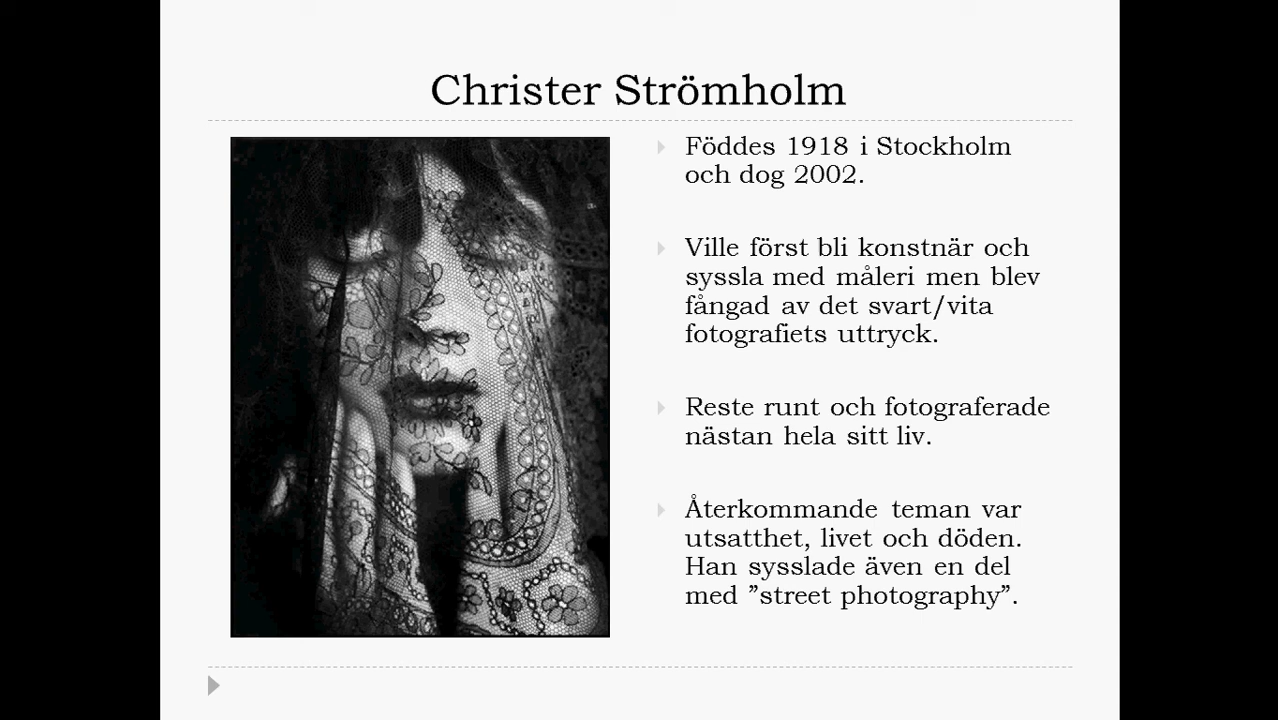 Christer Strömholm
Föddes 1918 i Stockholm
och dog 2002.
Ville först bli konstnär och
syssla med måleri men blev
fångad av det svart/vita
fotografiets uttryck.
Reste runt och fotograferade
nästan hela sitt liv.
Återkommande teman var
utsatthet, livet och döden.
Han sysslade även en del
med ”street photography”.